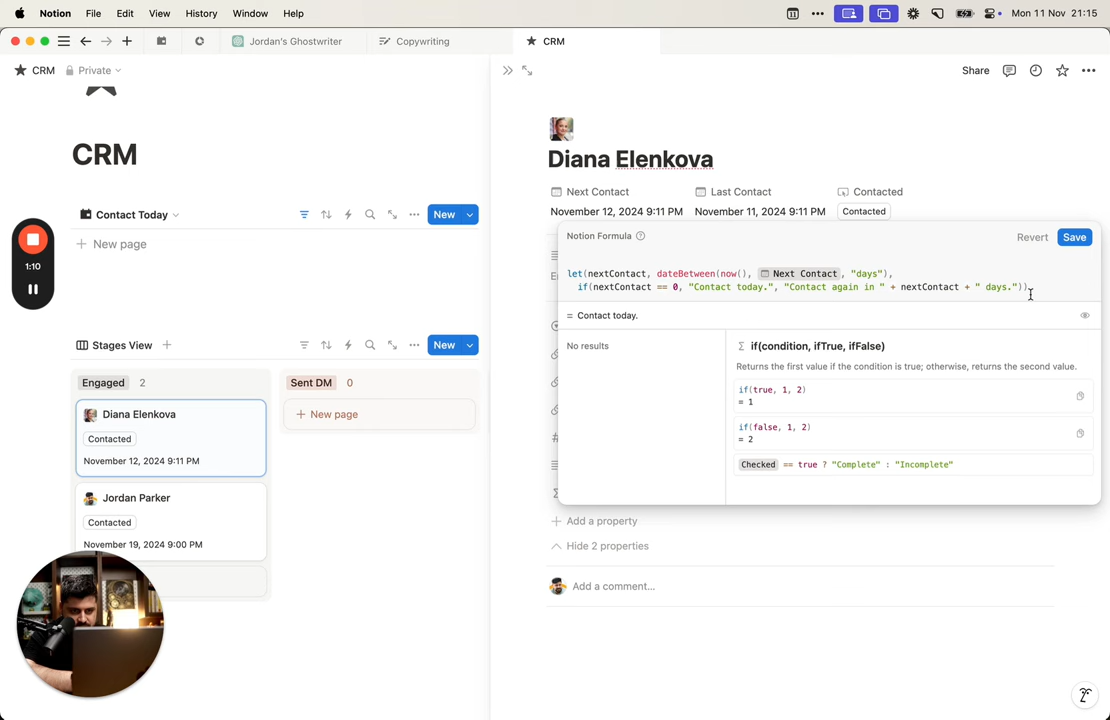 Notion File Edit View History Window Help
11 Mon 11 Nov 21:15
Jordan's Ghostwriter Copywriting CRM
CRM Private
Share
CRM
Contact Today New
New page
Stages View New
Engaged 2
Sent DM 0
Diana Elenkova
Contacted
November 12, 2024 9:11 PM
New page
Jordan Parker
Contacted
November 19, 2024 9:00 PM
1:10
Diana Elenkova
Next Contact Last Contact Contacted
November 12, 2024 9:11 PM November 11, 2024 9:11 PM Contacted
Notion Formula Revert Save
let(nextContact, dateBetween(now(), Next Contact, "days"),
if(nextContact == 0, "Contact today.", "Contact again in " + nextContact + " days."))
= Contact today.
No results
Σ if(condition, ifTrue, ifFalse)
Returns the first value if the condition is true; otherwise, returns the second value.
if(true, 1, 2)
= 1
if(false, 1, 2)
= 2
Checked == true ? "Complete" : "Incomplete"
Add a property
Hide 2 properties
Add a comment...